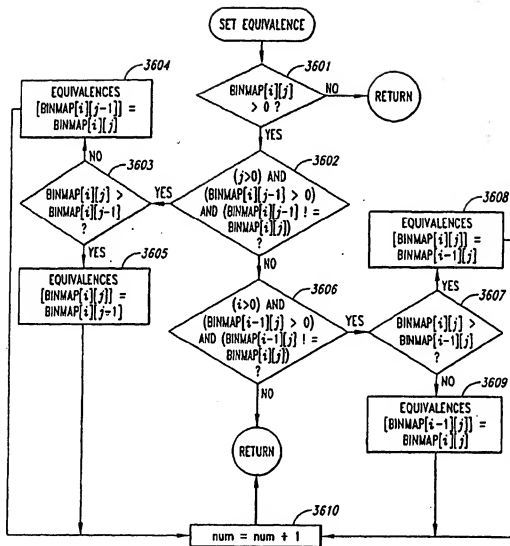 SET EQUIVALENCE
3601
BINMAP[i][j]
> 0 ?
NO
RETURN
YES
3604
EQUIVALENCES
[BINMAP[i][j-1]] =
BINMAP[i][j]
NO
3603
BINMAP[i][j] >
BINMAP[i][j-1]
?
YES
YES
3602
(j>0) AND
(BINMAP[i][j-1] > 0)
AND (BINMAP[i][j-1] !=
BINMAP[i][j])
?
NO
3605
EQUIVALENCES
[BINMAP[i][j]] =
BINMAP[i][j-1]
3606
(i>0) AND
(BINMAP[i-1][j] > 0)
AND (BINMAP[i-1][j] !=
BINMAP[i][j])
?
YES
NO
RETURN
3608
EQUIVALENCES
[BINMAP[i][j]] =
BINMAP[i-1][j]
YES
3607
BINMAP[i][j] >
BINMAP[i-1][j]
?
NO
3609
EQUIVALENCES
[BINMAP[i-1][j]] =
BINMAP[i][j]
3610
num = num + 1